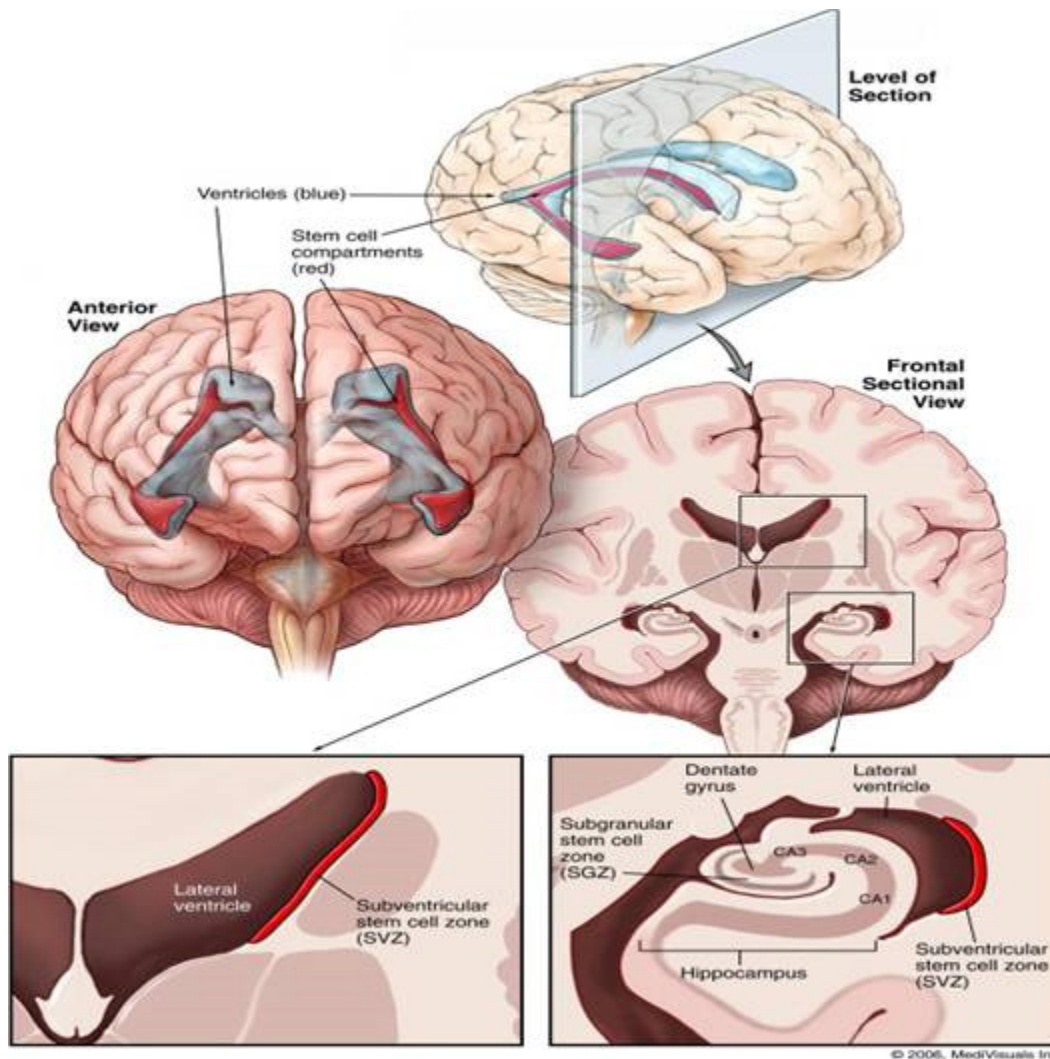 Level of
Section
Ventricles (blue)
Stem cell
compartments
(red)
Anterior
View
Frontal
Sectional
View
Lateral
ventricle
Subventricular
stem cell zone
(SVZ)
Dentate
gyrus
Lateral
ventricle
Subgranular
stem cell
zone
(SGZ)
CA3
CA2
CA1
Hippocampus
Subventricular
stem cell zone
(SVZ)
© 2006, MediVisuals In